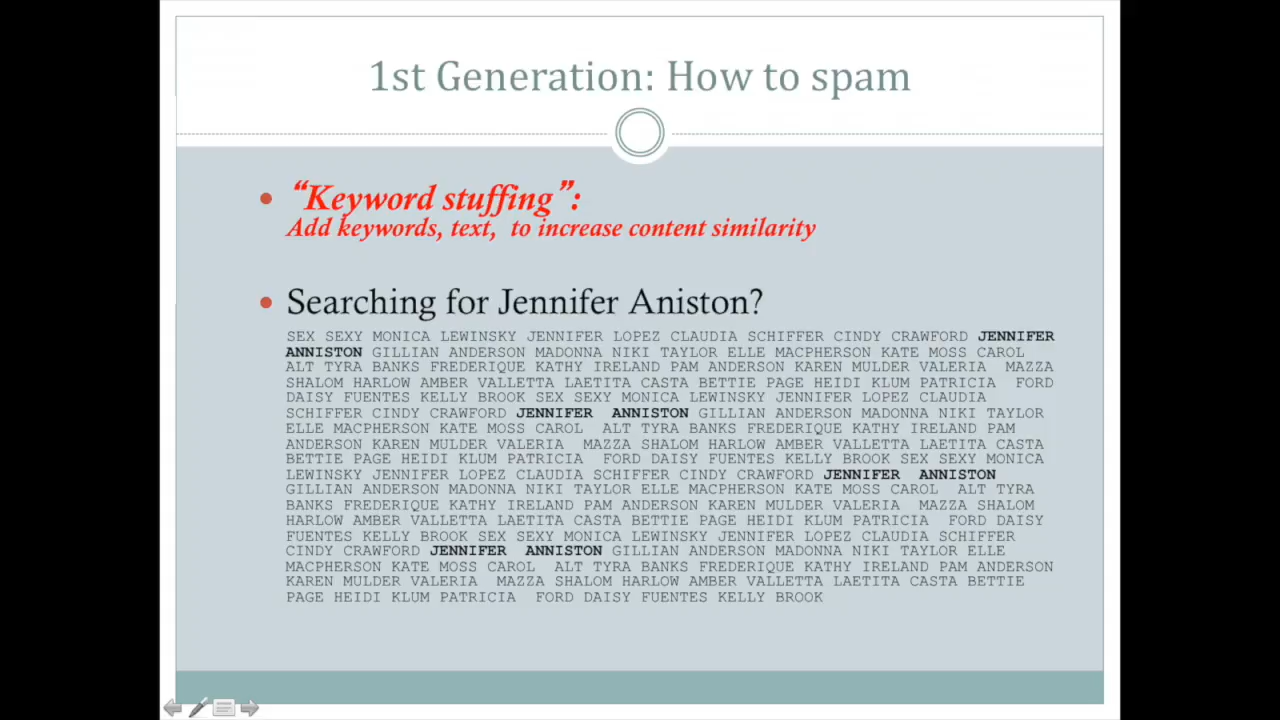 1st Generation: How to spam
“Keyword stuffing”:
Add keywords, text, to increase content similarity
Searching for Jennifer Aniston?
SEX SEXY MONICA LEWINSKY JENNIFER LOPEZ CLAUDIA SCHIFFER CINDY CRAWFORD JENNIFER
ANNISTON GILLIAN ANDERSON MADONNA NIKI TAYLOR ELLE MACPHERSON KATE MOSS CAROL
ALT TYRA BANKS FREDERIQUE KATHY IRELAND PAM ANDERSON KAREN MULDER VALERIA MAZZA
SHALOM HARLOW AMBER VALLETTA LAETITA CASTA BETTIE PAGE HEIDI KLUM PATRICIA FORD
DAISY FUENTES KELLY BROOK SEX SEXY MONICA LEWINSKY JENNIFER LOPEZ CLAUDIA
SCHIFFER CINDY CRAWFORD JENNIFER ANNISTON GILLIAN ANDERSON MADONNA NIKI TAYLOR
ELLE MACPHERSON KATE MOSS CAROL ALT TYRA BANKS FREDERIQUE KATHY IRELAND PAM
ANDERSON KAREN MULDER VALERIA MAZZA SHALOM HARLOW AMBER VALLETTA LAETITA CASTA
BETTIE PAGE HEIDI KLUM PATRICIA FORD DAISY FUENTES KELLY BROOK SEX SEXY MONICA
LEWINSKY JENNIFER LOPEZ CLAUDIA SCHIFFER CINDY CRAWFORD JENNIFER ANNISTON
GILLIAN ANDERSON MADONNA NIKI TAYLOR ELLE MACPHERSON KATE MOSS CAROL ALT TYRA
BANKS FREDERIQUE KATHY IRELAND PAM ANDERSON KAREN MULDER VALERIA MAZZA SHALOM
HARLOW AMBER VALLETTA LAETITA CASTA BETTIE PAGE HEIDI KLUM PATRICIA FORD DAISY
FUENTES KELLY BROOK SEX SEXY MONICA LEWINSKY JENNIFER LOPEZ CLAUDIA SCHIFFER
CINDY CRAWFORD JENNIFER ANNISTON GILLIAN ANDERSON MADONNA NIKI TAYLOR ELLE
MACPHERSON KATE MOSS CAROL ALT TYRA BANKS FREDERIQUE KATHY IRELAND PAM ANDERSON
KAREN MULDER VALERIA MAZZA SHALOM HARLOW AMBER VALLETTA LAETITA CASTA BETTIE
PAGE HEIDI KLUM PATRICIA FORD DAISY FUENTES KELLY BROOK